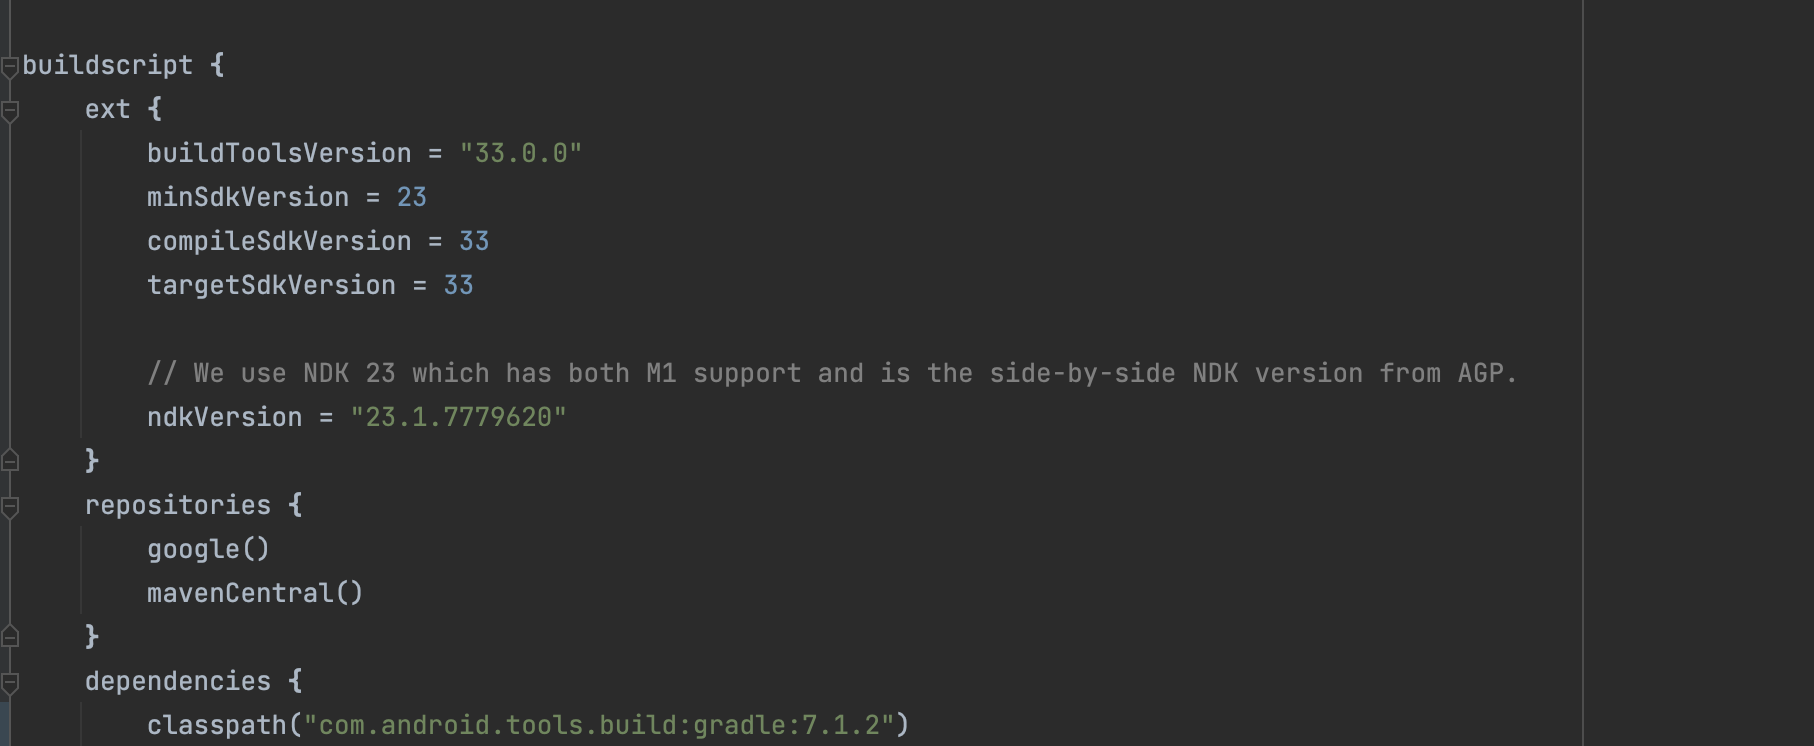 buildscript {
    ext {
        buildToolsVersion = "33.0.0"
        minSdkVersion = 23
        compileSdkVersion = 33
        targetSdkVersion = 33

        // We use NDK 23 which has both M1 support and is the side-by-side NDK version from AGP.
        ndkVersion = "23.1.7779620"
    }
    repositories {
        google()
        mavenCentral()
    }
    dependencies {
        classpath("com.android.tools.build:gradle:7.1.2")